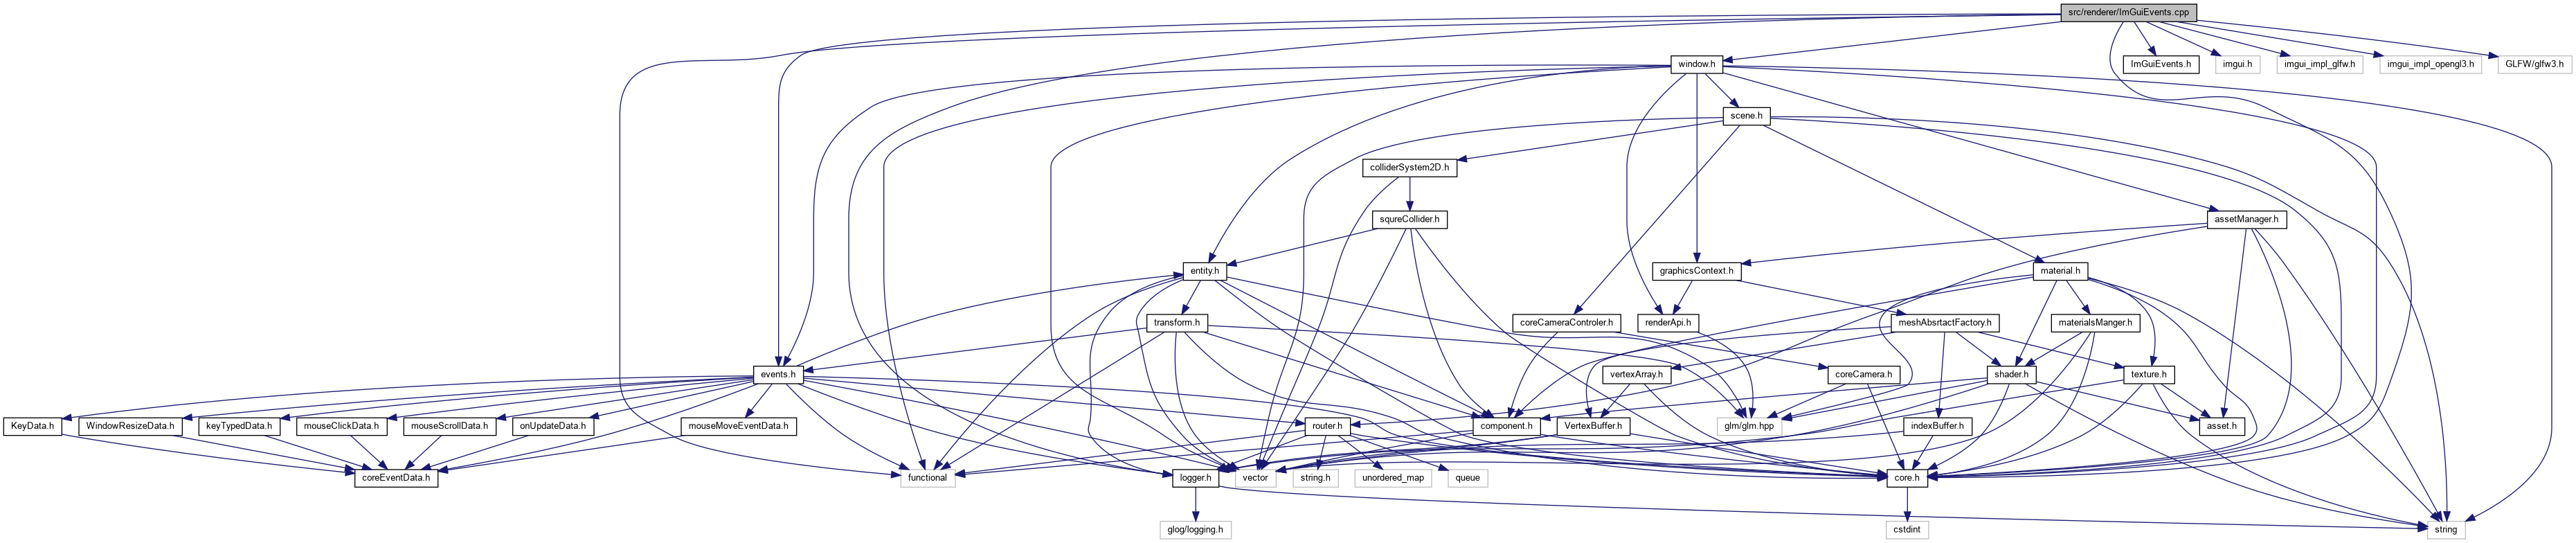 src/renderer/ImGuiEvents.cpp
window.h
ImGuiEvents.h
imgui.h
imgui_impl_glfw.h
imgui_impl_opengl3.h
GLFW/glfw3.h
scene.h
colliderSystem2D.h
squreCollider.h
assetManager.h
entity.h
graphicsContext.h
material.h
transform.h
coreCameraControler.h
renderApi.h
meshAbsrtactFactory.h
materialsManger.h
events.h
vertexArray.h
coreCamera.h
shader.h
texture.h
KeyData.h
WindowResizeData.h
keyTypedData.h
mouseClickData.h
mouseScrollData.h
onUpdateData.h
mouseMoveEventData.h
router.h
component.h
VertexBuffer.h
glm/glm.hpp
indexBuffer.h
asset.h
coreEventData.h
functional
logger.h
vector
string.h
unordered_map
queue
core.h
glog/logging.h
cstdint
string